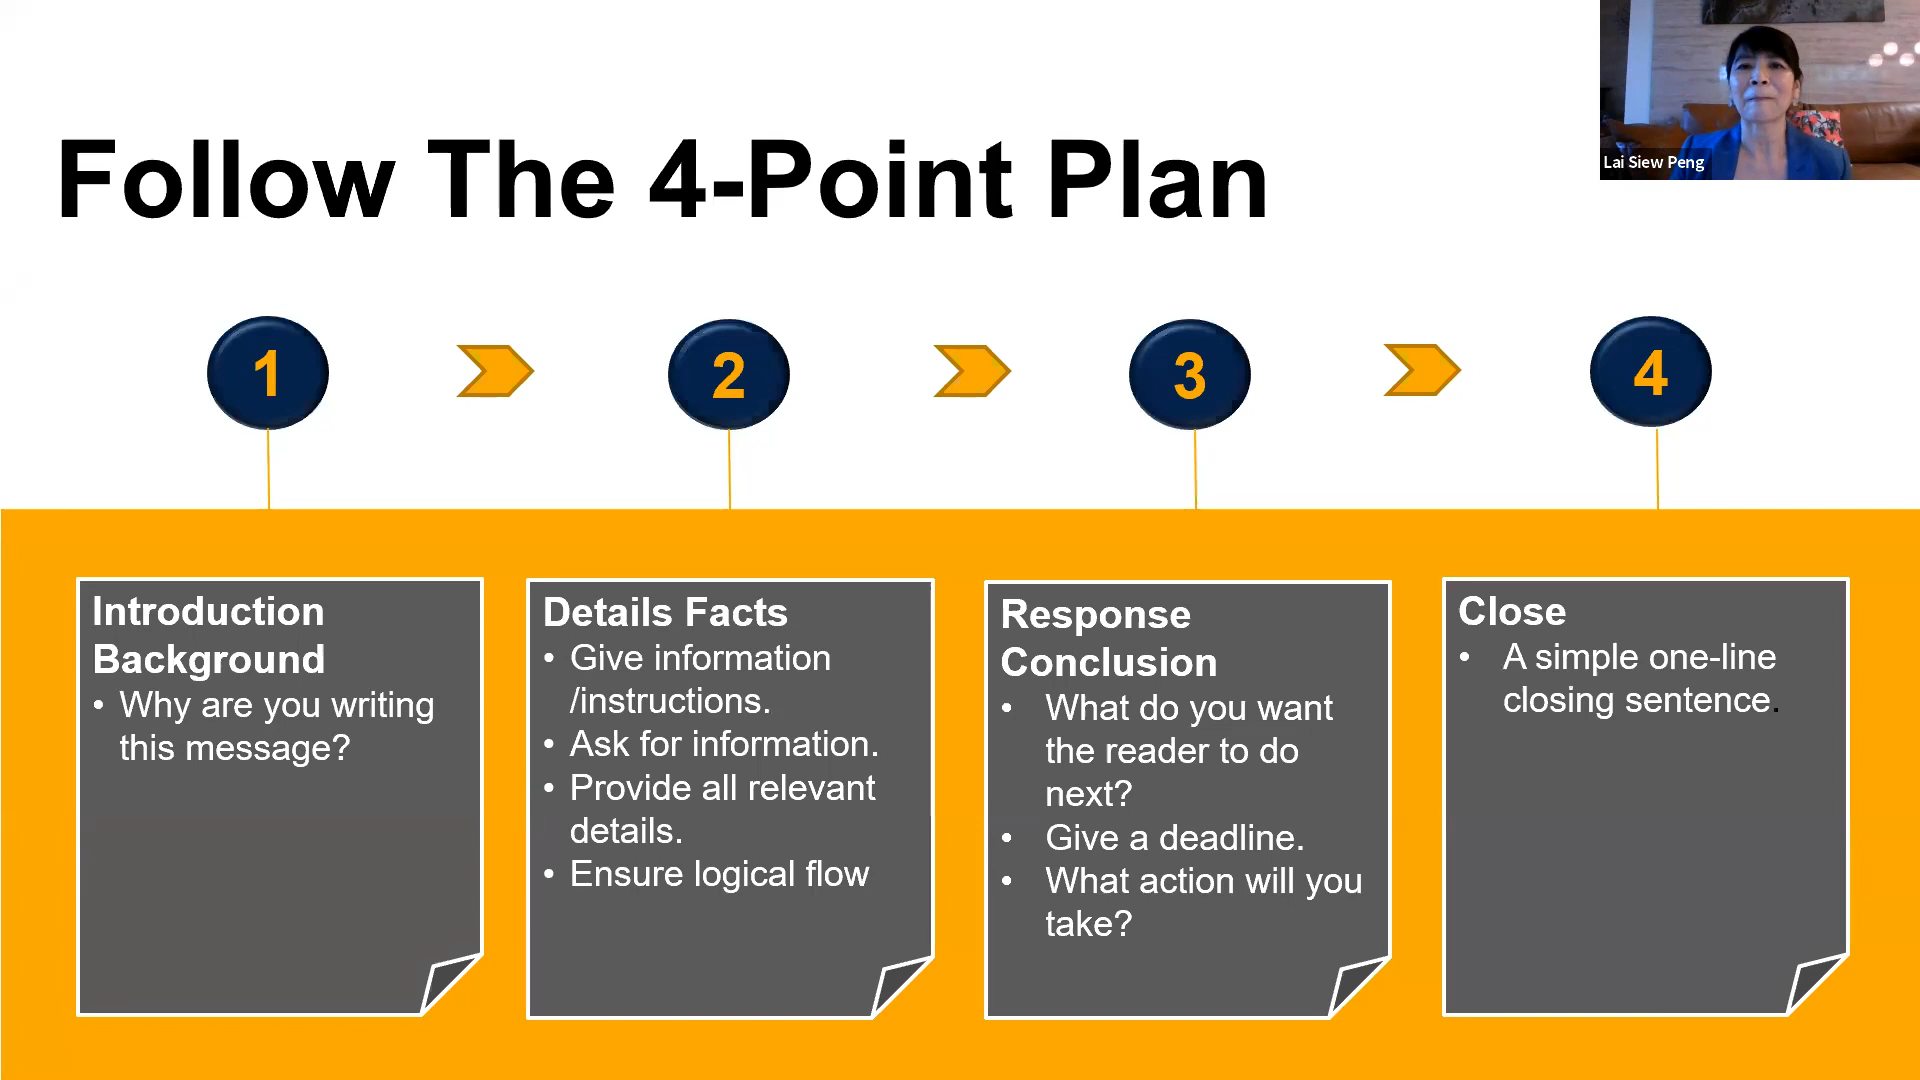 Follow The 4-Point Plan
Lai Siew Peng
1
2
3
4
Introduction
Background
• Why are you writing
this message?
Details Facts
• Give information
/instructions.
• Ask for information.
• Provide all relevant
details.
• Ensure logical flow
Response
Conclusion
• What do you want
the reader to do
next?
• Give a deadline.
• What action will you
take?
Close
• A simple one-line
closing sentence.